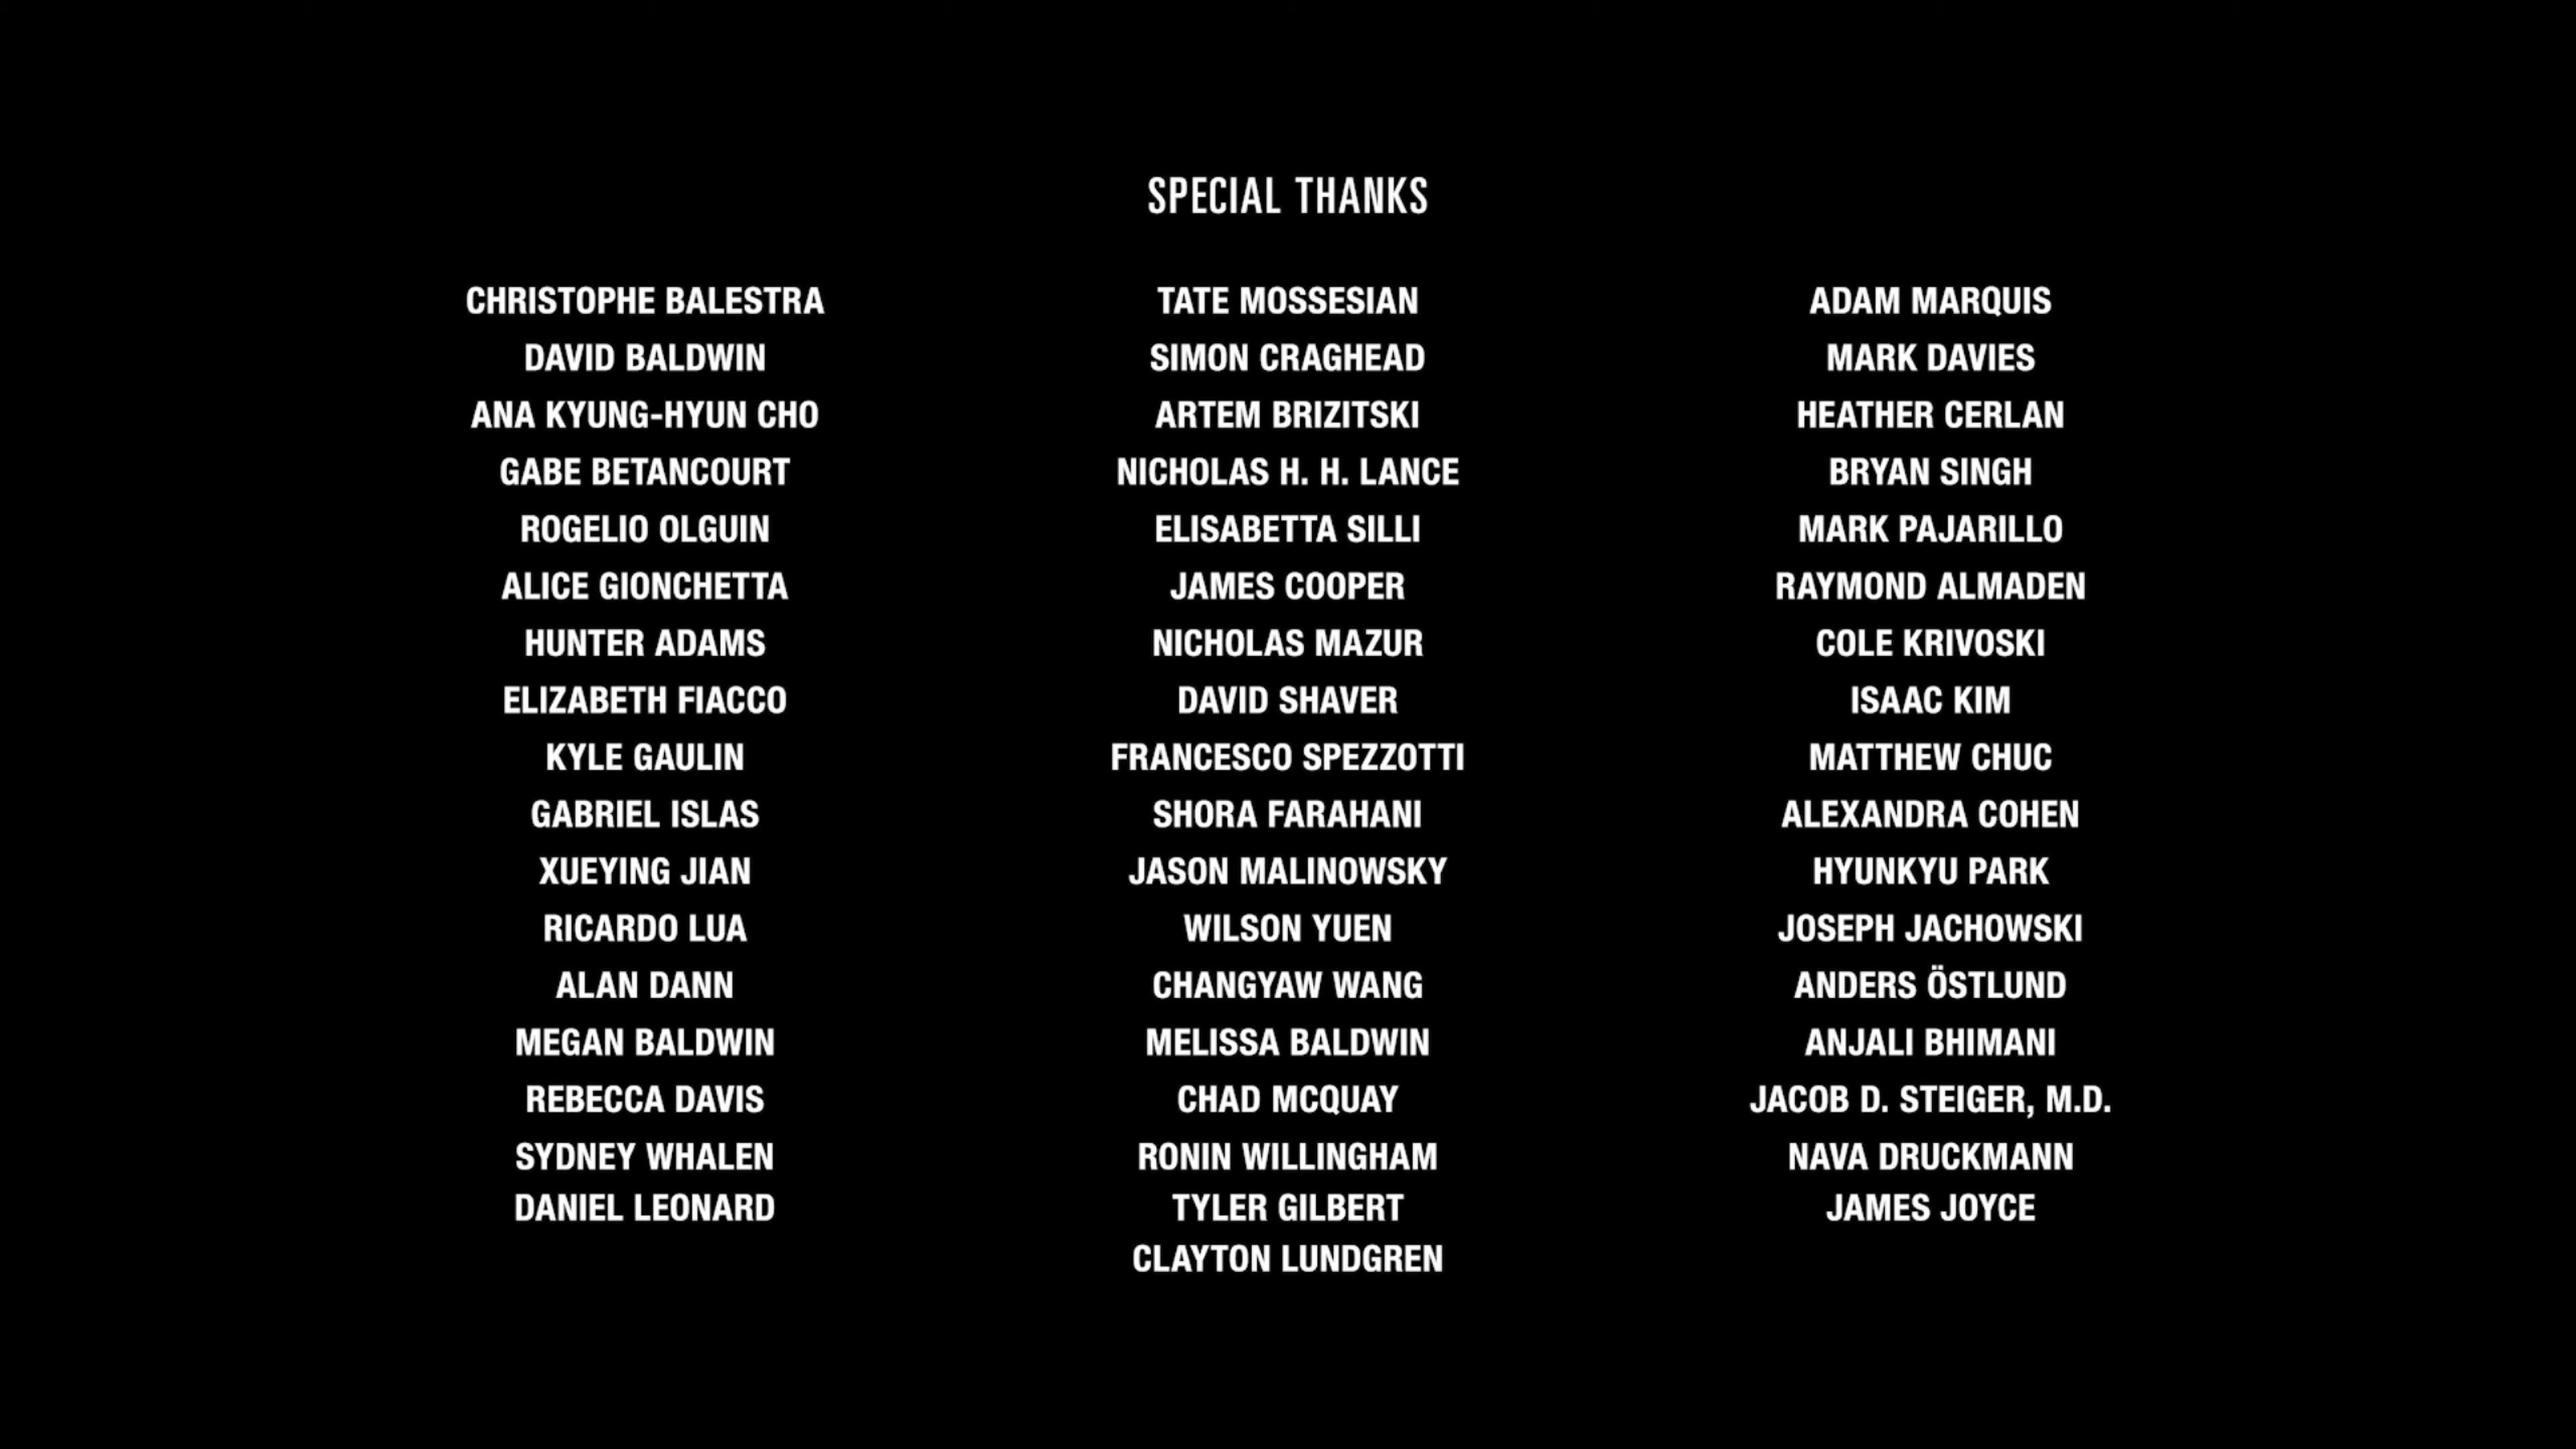 SPECIAL THANKS
CHRISTOPHE BALESTRA
DAVID BALDWIN
ANA KYUNG-HYUN CHO
GABE BETANCOURT
ROGELIO OLGUIN
ALICE GIONCHETTA
HUNTER ADAMS
ELIZABETH FIACCO
KYLE GAULIN
GABRIEL ISLAS
XUEYING JIAN
RICARDO LUA
ALAN DANN
MEGAN BALDWIN
REBECCA DAVIS
SYDNEY WHALEN
DANIEL LEONARD
TATE MOSSESIAN
SIMON CRAGHEAD
ARTEM BRIZITSKI
NICHOLAS H. H. LANCE
ELISABETTA SILLI
JAMES COOPER
NICHOLAS MAZUR
DAVID SHAVER
FRANCESCO SPEZZOTTI
SHORA FARAHANI
JASON MALINOWSKY
WILSON YUEN
CHANGYAW WANG
MELISSA BALDWIN
CHAD MCQUAY
RONIN WILLINGHAM
TYLER GILBERT
CLAYTON LUNDGREN
ADAM MARQUIS
MARK DAVIES
HEATHER CERLAN
BRYAN SINGH
MARK PAJARILLO
RAYMOND ALMADEN
COLE KRIVOSKI
ISAAC KIM
MATTHEW CHUC
ALEXANDRA COHEN
HYUNKYU PARK
JOSEPH JACHOWSKI
ANDERS ÖSTLUND
ANJALI BHIMANI
JACOB D. STEIGER, M.D.
NAVA DRUCKMANN
JAMES JOYCE